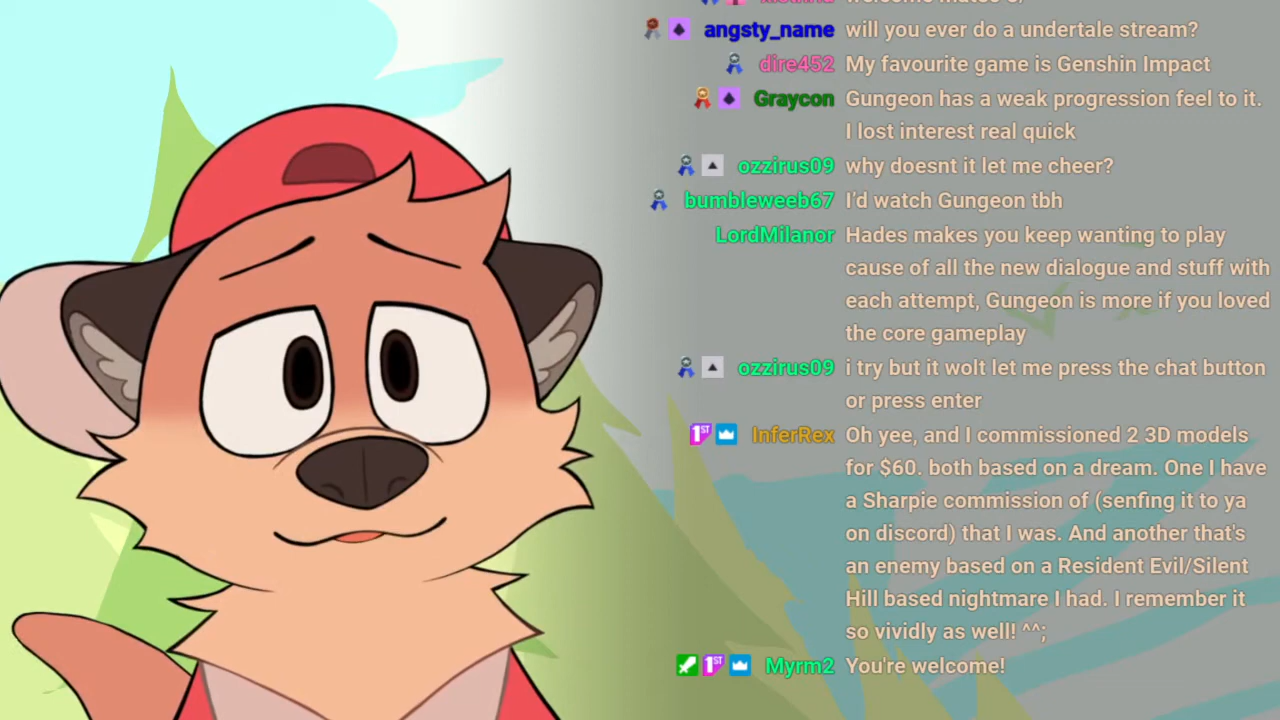 welcome matoo 3/
angsty_name will you ever do a undertale stream?
dire452 My favourite game is Genshin Impact
Graycon Gungeon has a weak progression feel to it.
I lost interest real quick
ozzirus09 why doesnt it let me cheer?
bumbleweeb67 I'd watch Gungeon tbh
LordMilanor Hades makes you keep wanting to play
cause of all the new dialogue and stuff with
each attempt, Gungeon is more if you loved
the core gameplay
ozzirus09 i try but it wolt let me press the chat button
or press enter
1ST InferRex Oh yee, and I commissioned 2 3D models
for $60. both based on a dream. One I have
a Sharpie commission of (senfing it to ya
on discord) that I was. And another that's
an enemy based on a Resident Evil/Silent
Hill based nightmare I had. I remember it
so vividly as well! ^^;
1ST Myrm2 You're welcome!